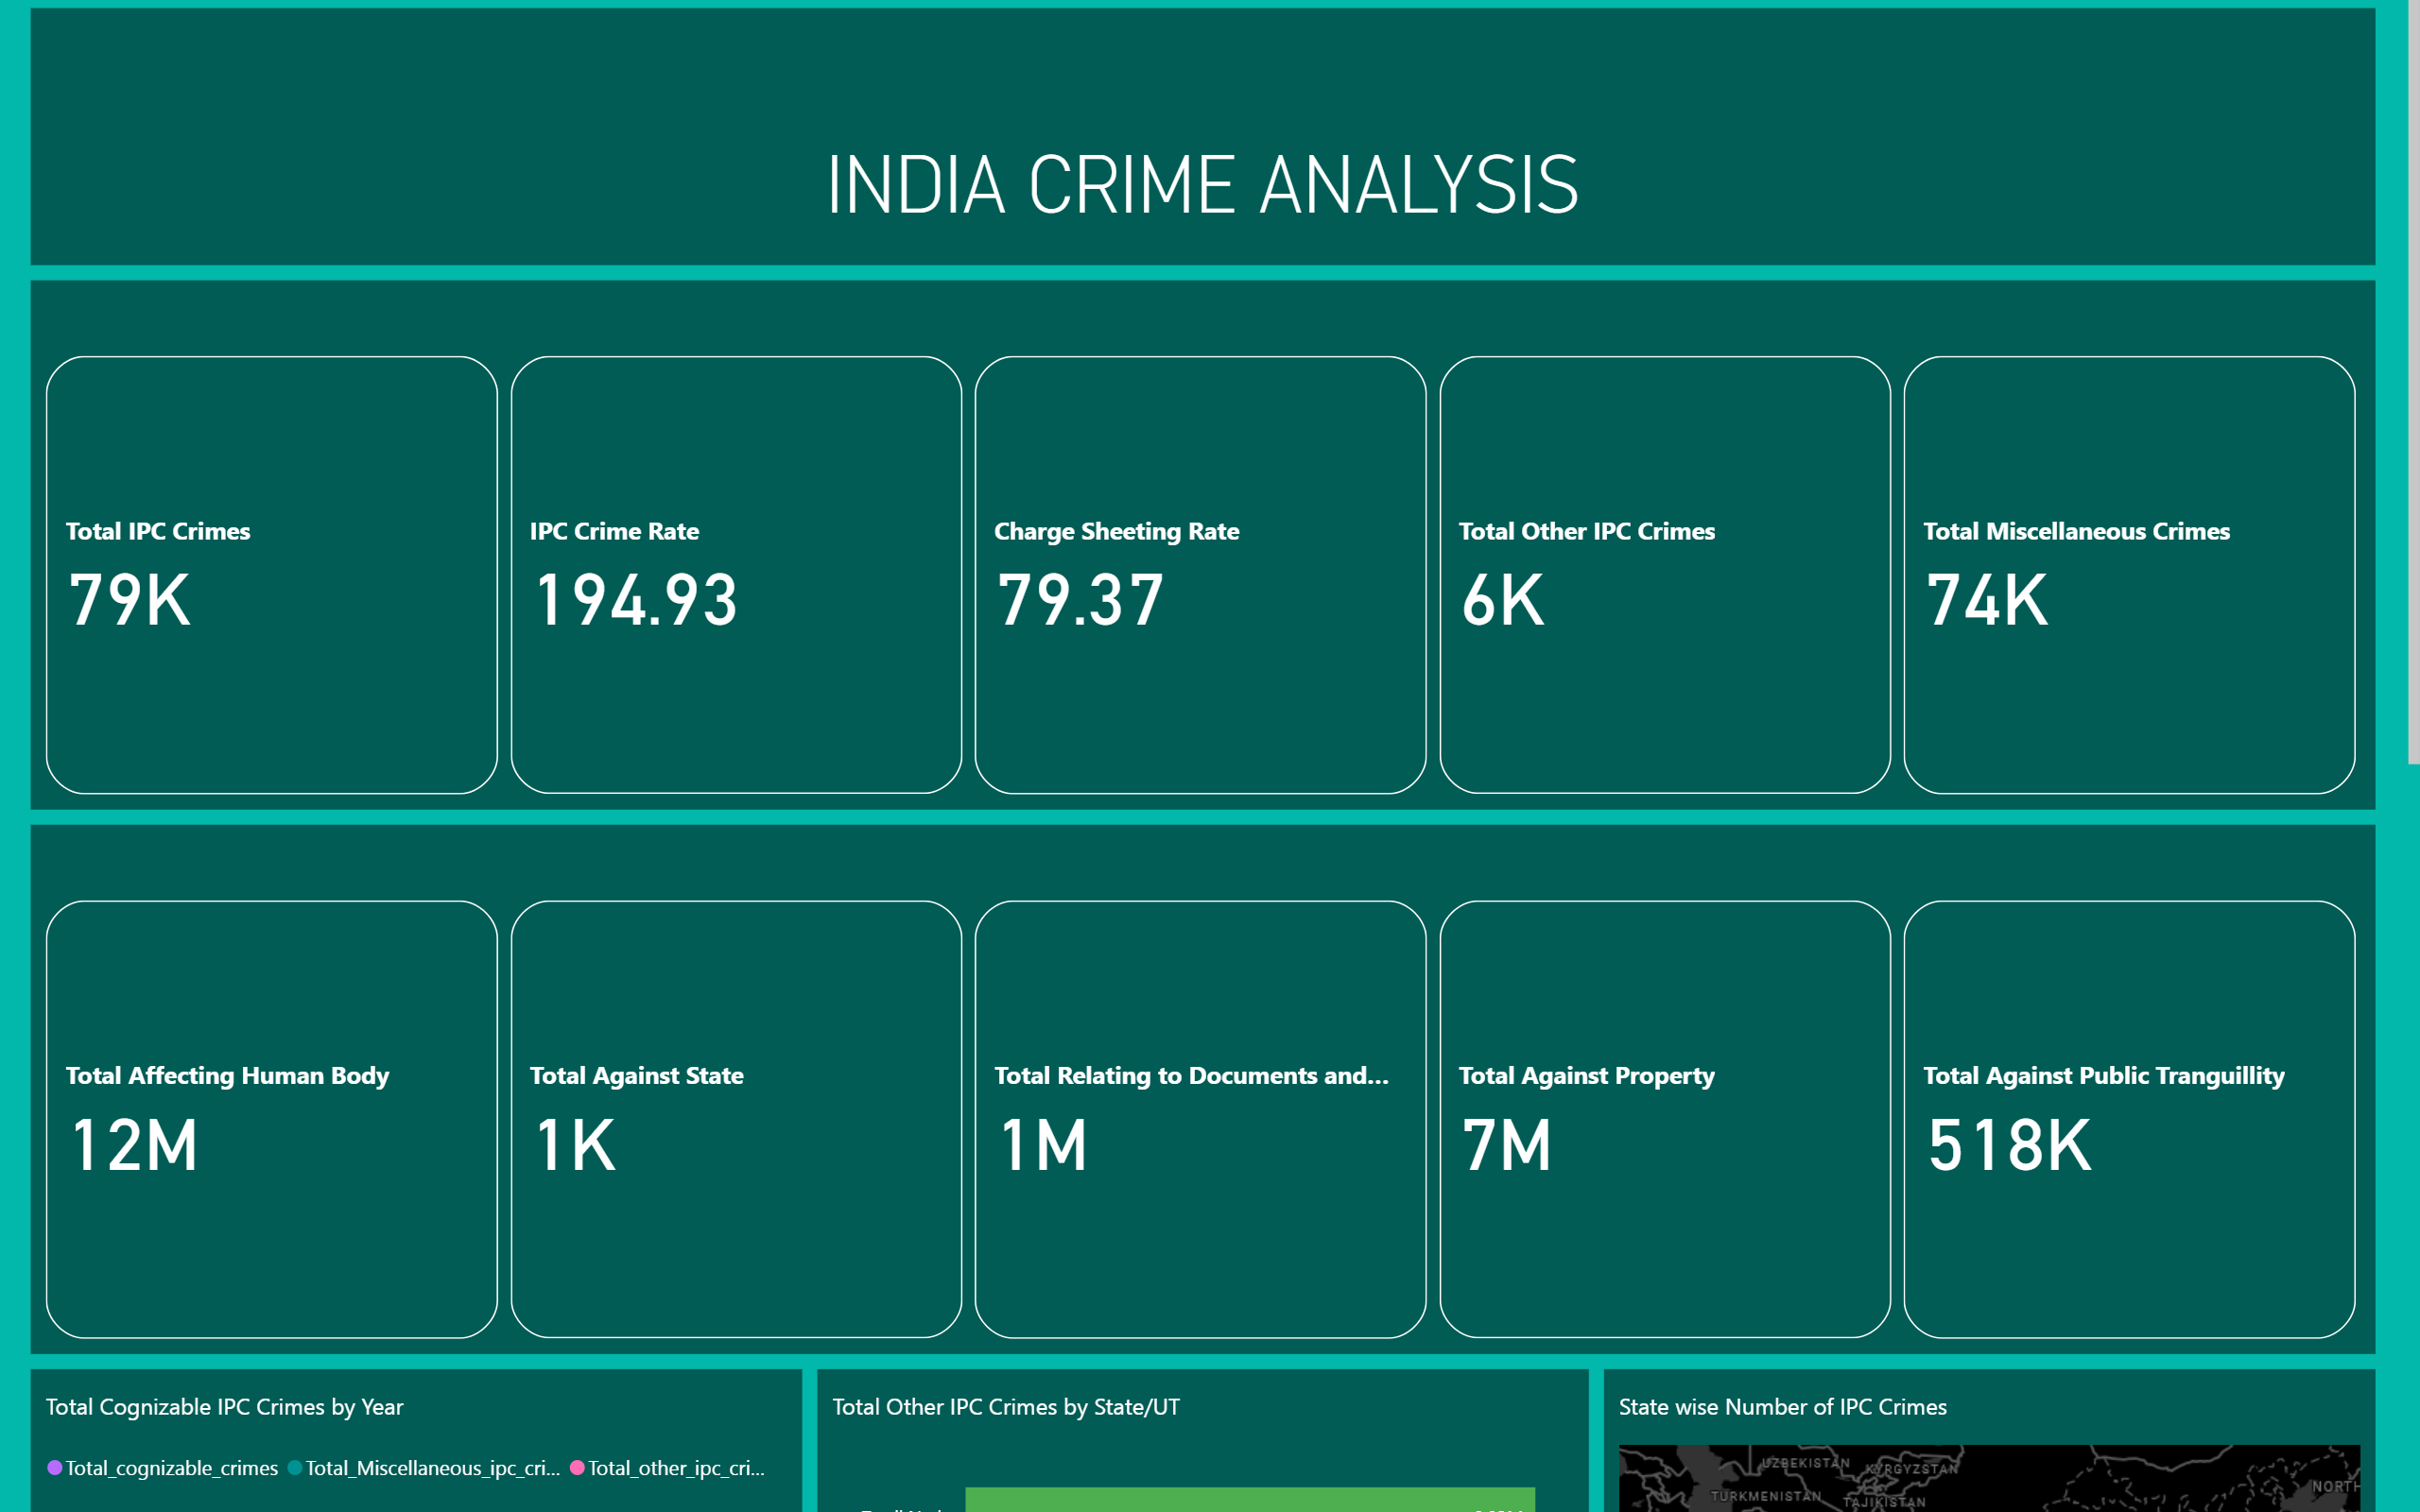 INDIA CRIME ANALYSIS
Total IPC Crimes
79K
IPC Crime Rate
194.93
Charge Sheeting Rate
79.37
Total Other IPC Crimes
6K
Total Miscellaneous Crimes
74K
Total Affecting Human Body
12M
Total Against State
1K
Total Relating to Documents and...
1M
Total Against Property
7M
Total Against Public Tranguillity
518K
Total Cognizable IPC Crimes by Year
Total_cognizable_crimes Total_Miscellaneous_ipc_cri... Total_other_ipc_cri...
Total Other IPC Crimes by State/UT
State wise Number of IPC Crimes
UZBEKISTAN
KYRGYZSTAN
TURKMENISTAN
TAJIKISTAN
NORTH